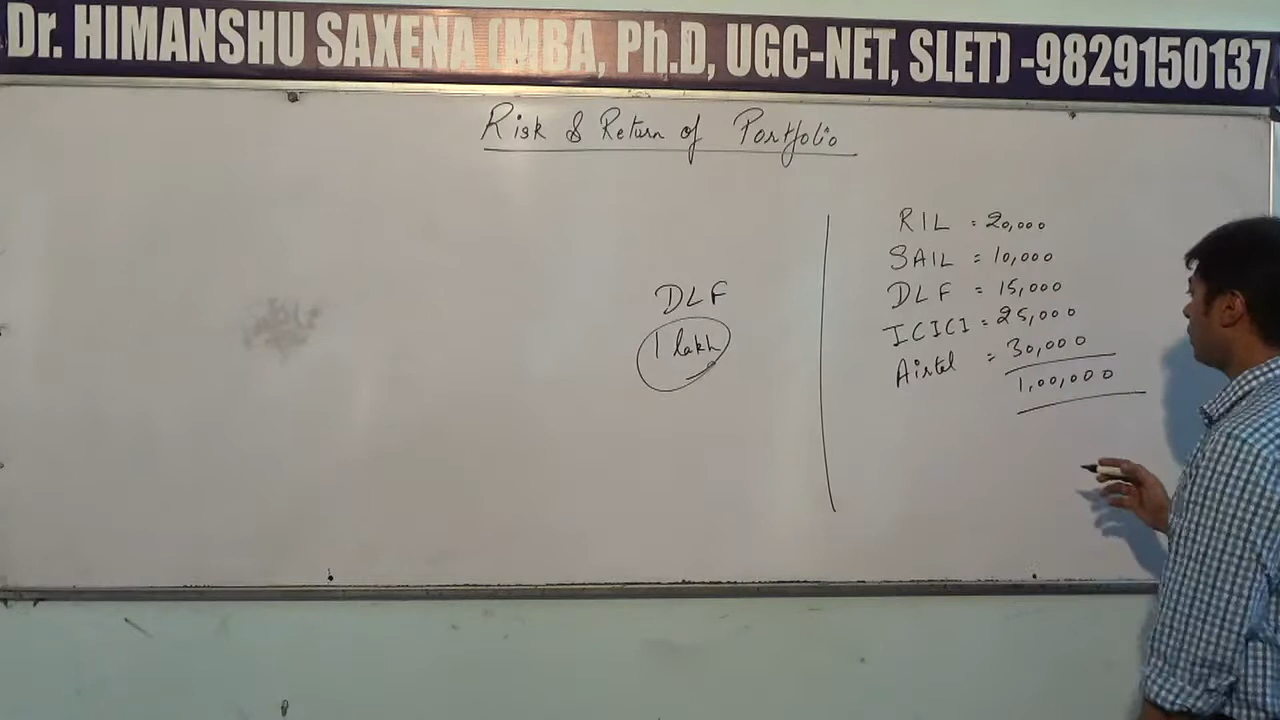 Dr. HIMANSHU SAXENA (MBA, Ph.D, UGC-NET, SLET) -9829150137
Risk & Return of Portfolio
DLF
1 lakh
RIL = 20,000
SAIL = 10,000
DLF = 15,000
ICICI = 25,000
Airtel = 30,000
1,00,000